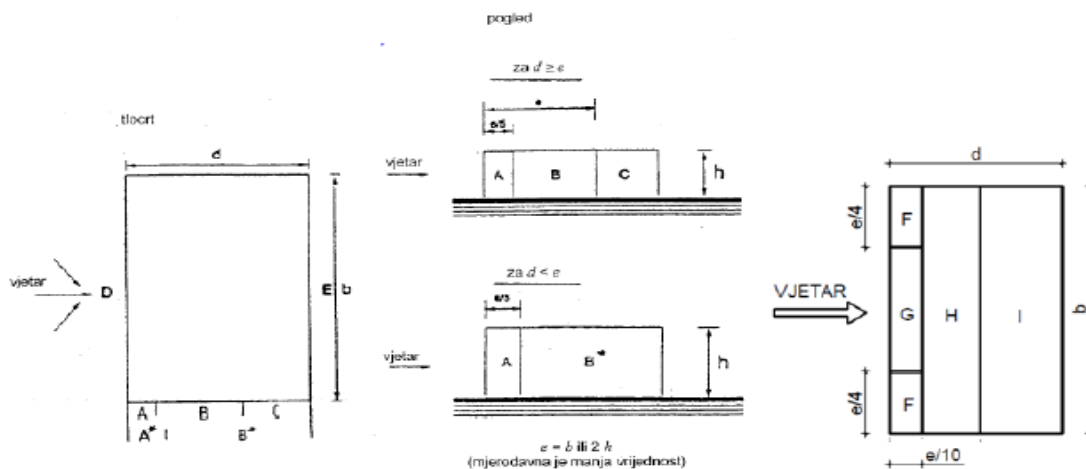 pogled
za d ≥ e
e
e/5
tlocrt
d
vjetar
A
B
C
h
vjetar
D
E
b
za d < e
e/5
vjetar
A
B*
h
A
B
C
A*
B*
e = b ili 2 h
(mjerodavna je manja vrijednost)
d
e/4
F
VJETAR
G
H
I
b
e/4
F
e/10